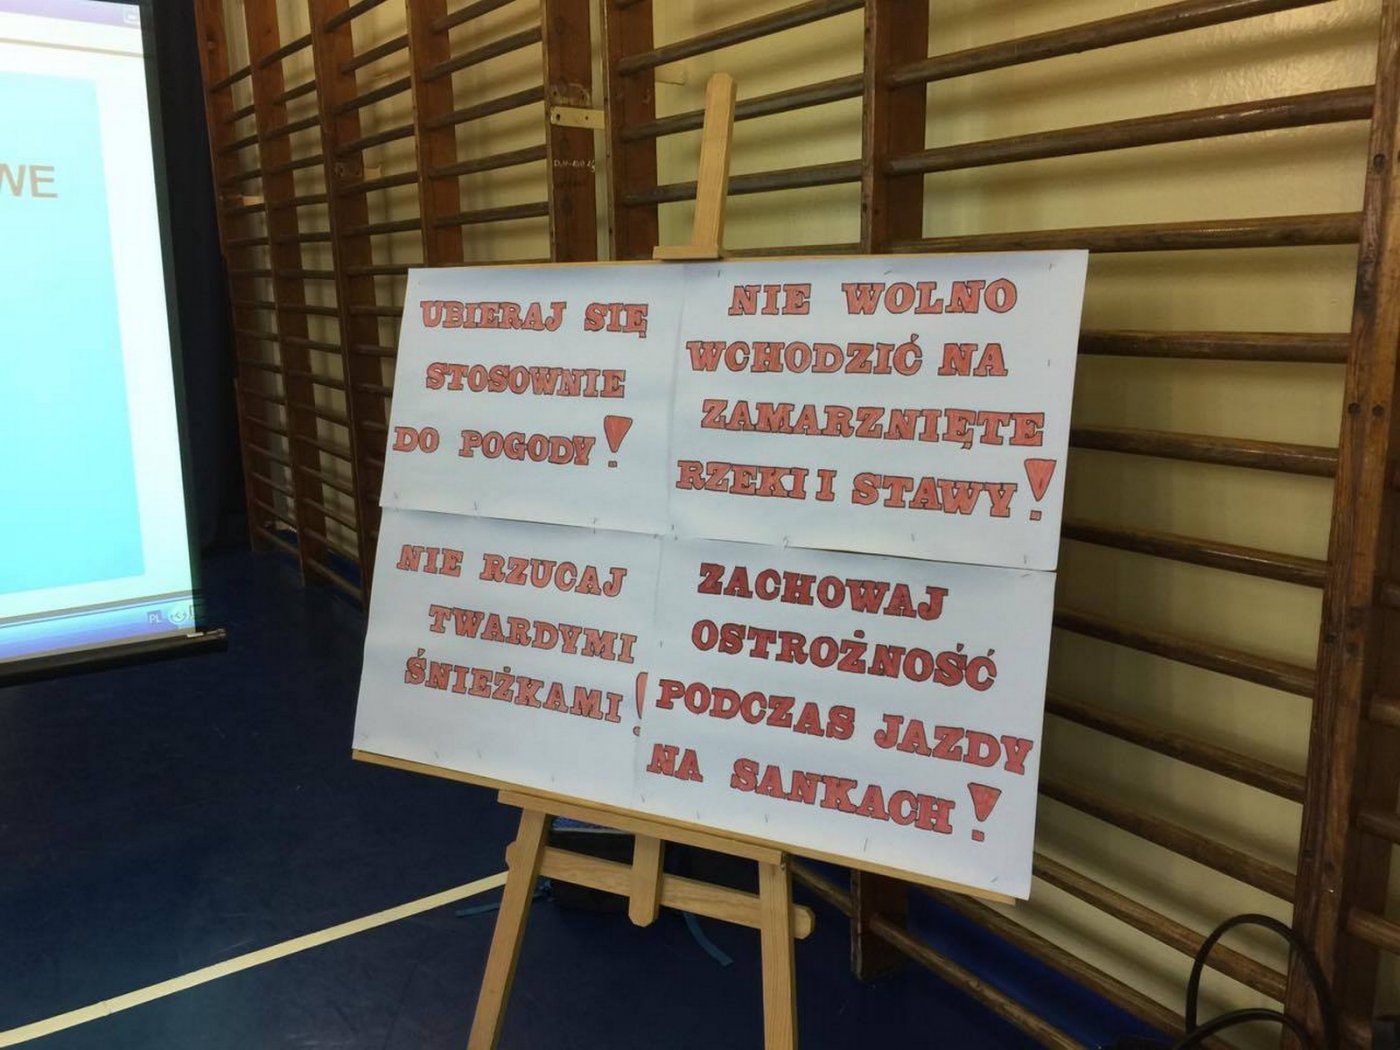 WE
PL
UBIERAJ SIĘ
STOSOWNIE
DO POGODY!
NIE WOLNO
WCHODZIĆ NA
ZAMARZNIĘTE
RZEKI I STAWY!
NIE RZUCAJ
TWARDYMI
ŚNIEŻKAMI!
ZACHOWAJ
OSTROŻNOŚĆ
PODCZAS JAZDY
NA SANKACH!